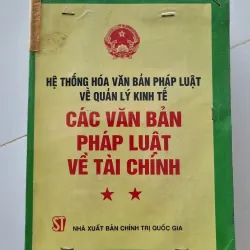 HỆ THỐNG HÓA VĂN BẢN PHÁP LUẬT
VỀ QUẢN LÝ KINH TẾ
CÁC VĂN BẢN
PHÁP LUẬT
VỀ TÀI CHÍNH
ST NHÀ XUẤT BẢN CHÍNH TRỊ QUỐC GIA